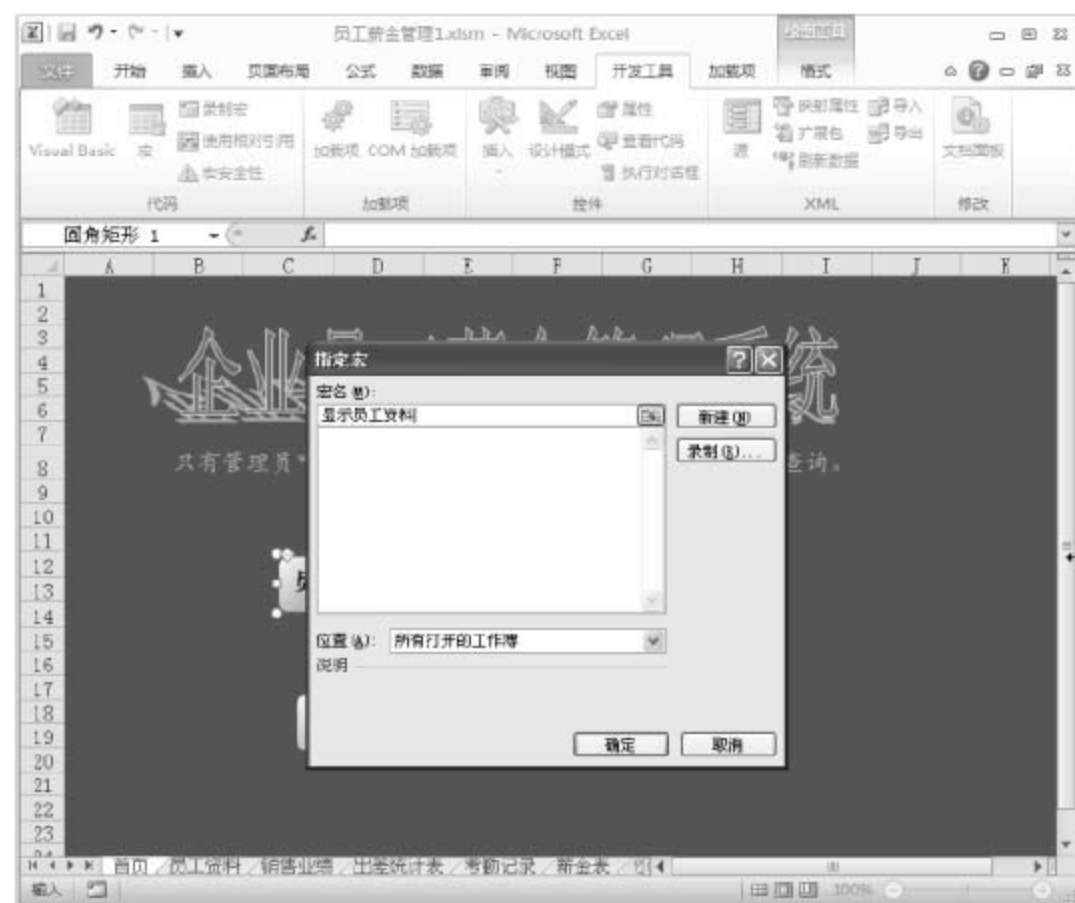 员工薪金管理1.xlsm - Microsoft Excel
文件 开始 插入 页面布局 公式 数据 审阅 视图 开发工具 加载项 格式
Visual Basic 宏 录制宏 使用相对引用 宏安全性
加载项 COM 加载项 插入 设计模式 属性 查看代码 执行对话框
源 映射属性 扩展包 刷新数据 导入 导出 文档面板
代码 加载项 控件 XML 修改
圆角矩形 1 fx
A B C D E F G H I J K
1
2
3
4
5
6
7
8
9
10
11
12
13
14
15
16
17
18
19
20
21
22
23
企业 统
只有管理员 查询。
指定宏
宏名(M):
显示员工资料
新建(N)
录制(R)...
位置(A): 所有打开的工作簿
说明
确定 取消
首页 员工资料 销售业绩 出差统计表 考勤记录 薪金表
输入 100%